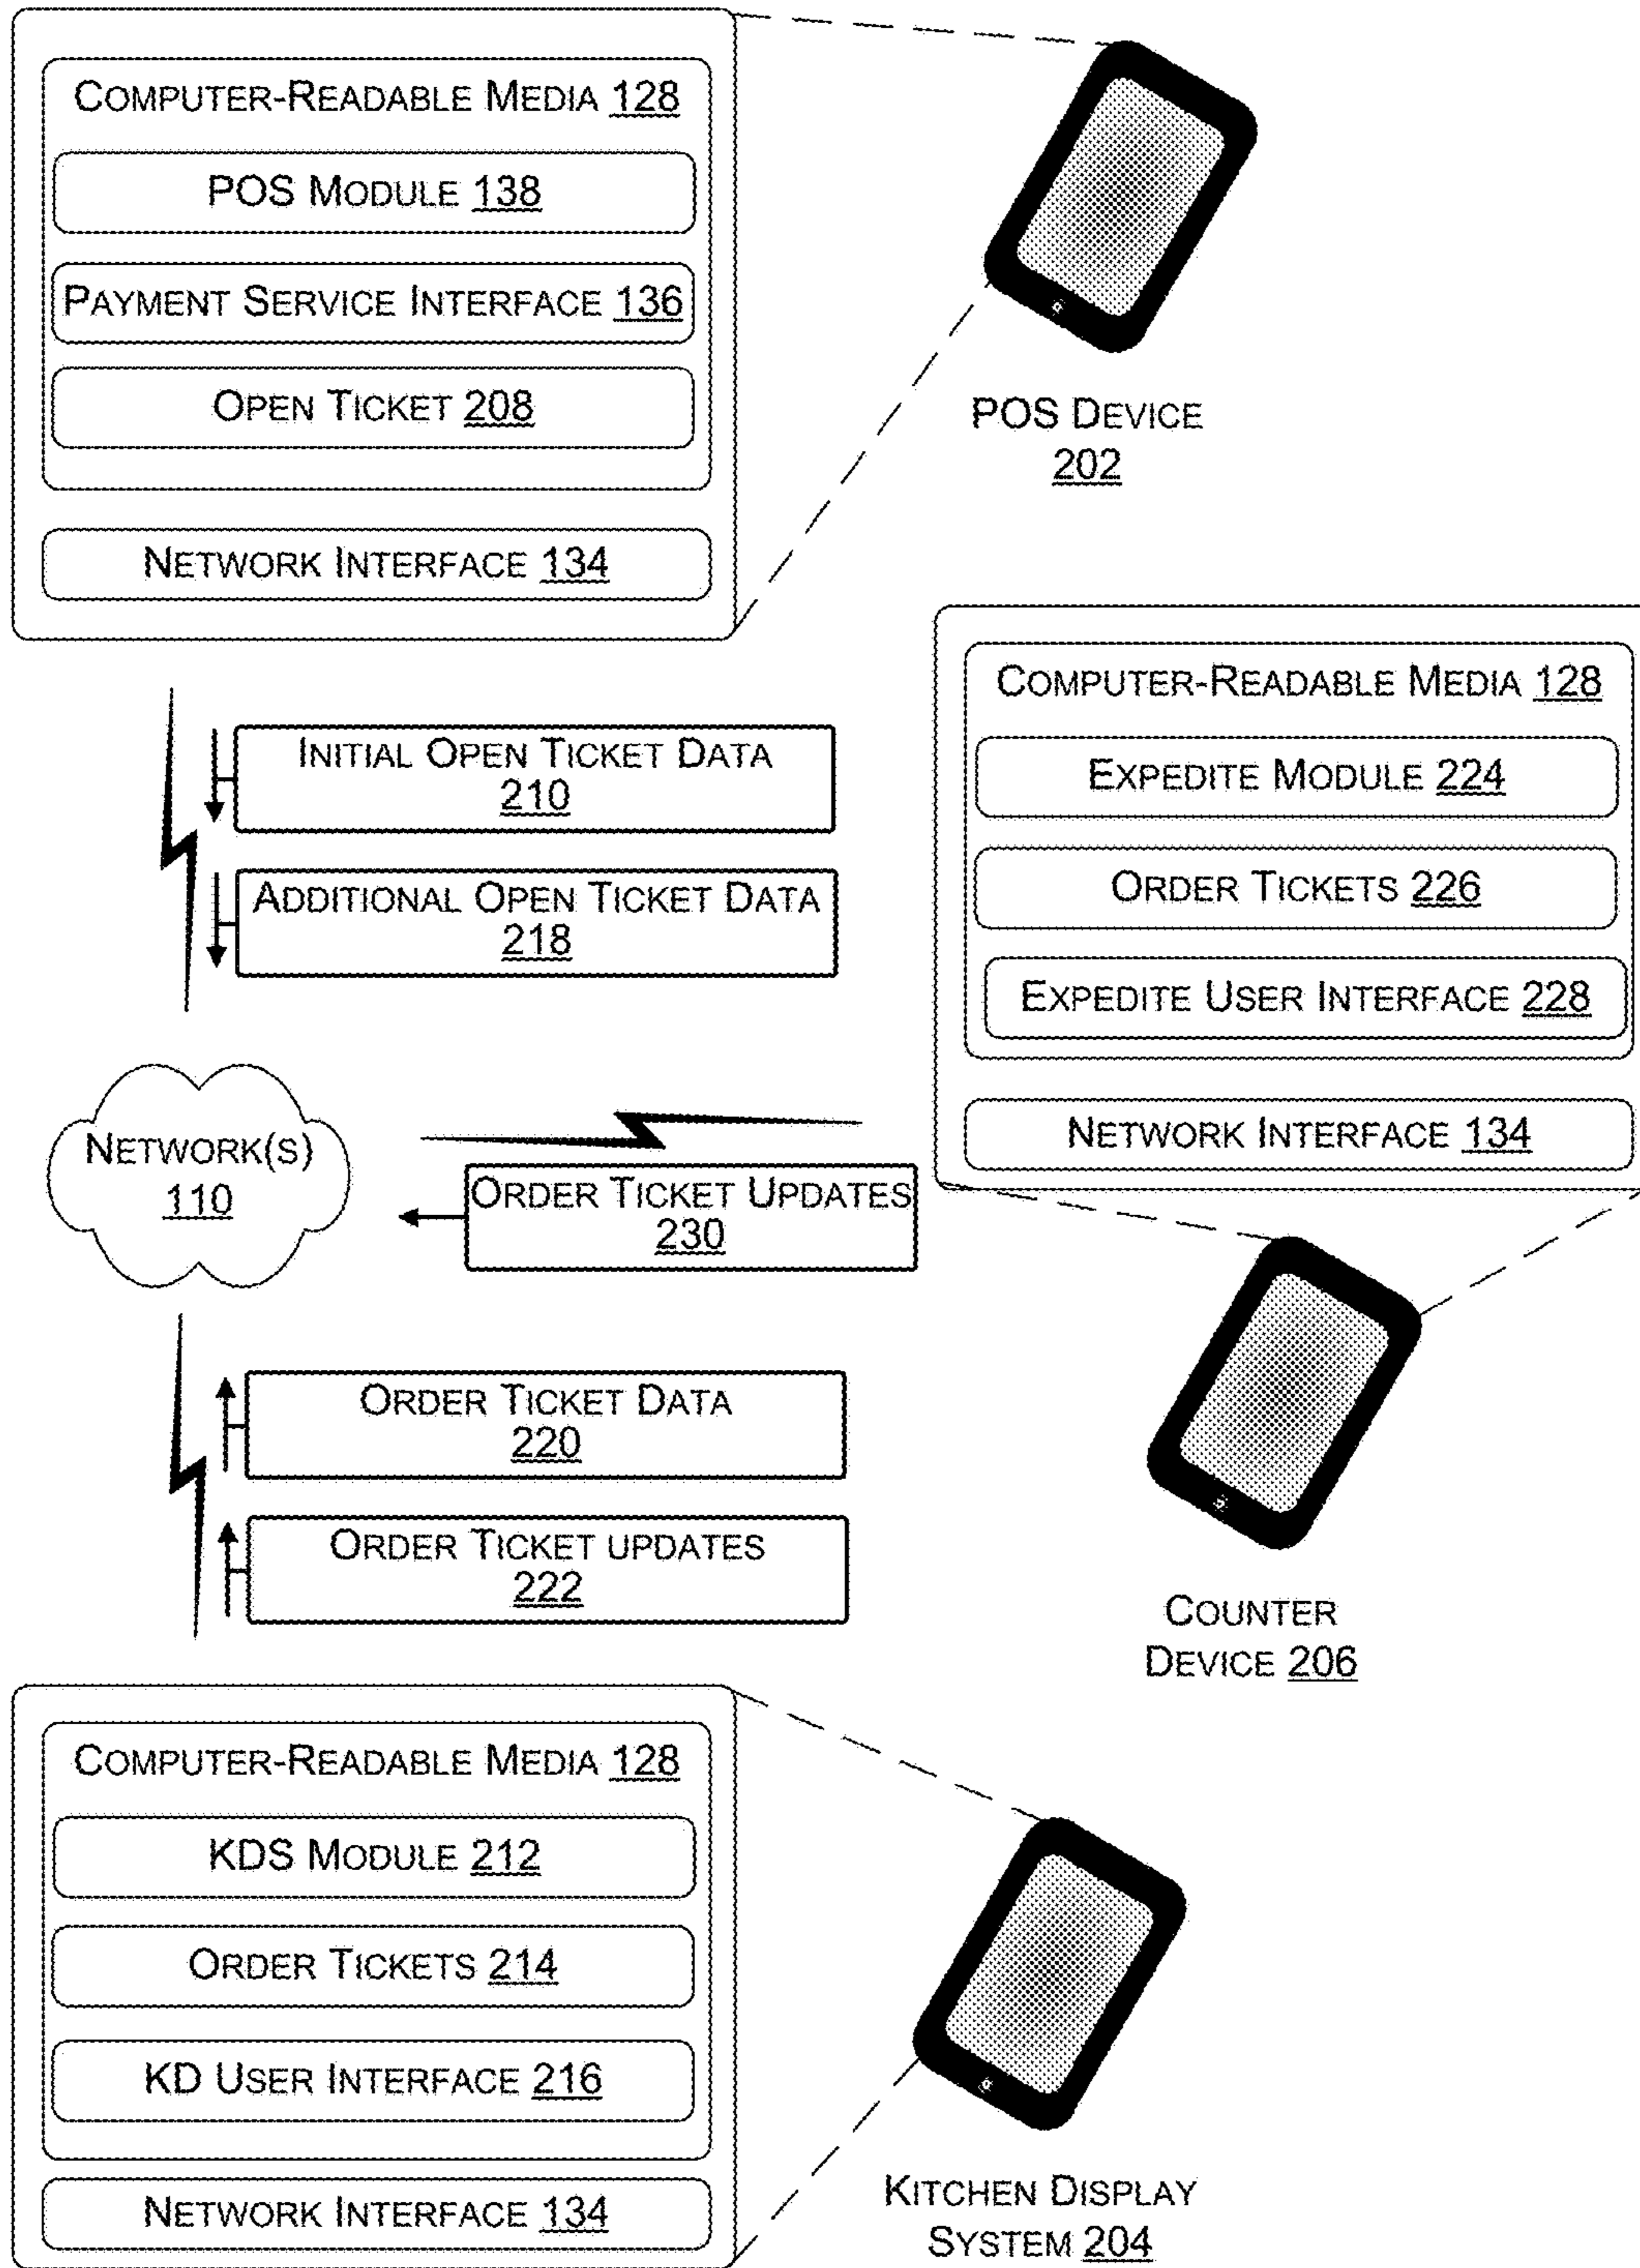 COMPUTER-READABLE MEDIA 128
POS MODULE 138
PAYMENT SERVICE INTERFACE 136
OPEN TICKET 208
NETWORK INTERFACE 134
POS DEVICE
202
INITIAL OPEN TICKET DATA
210
ADDITIONAL OPEN TICKET DATA
218
COMPUTER-READABLE MEDIA 128
EXPEDITE MODULE 224
ORDER TICKETS 226
EXPEDITE USER INTERFACE 228
NETWORK INTERFACE 134
NETWORK(S)
110
ORDER TICKET UPDATES
230
COUNTER
DEVICE 206
ORDER TICKET DATA
220
ORDER TICKET UPDATES
222
COMPUTER-READABLE MEDIA 128
KDS MODULE 212
ORDER TICKETS 214
KD USER INTERFACE 216
NETWORK INTERFACE 134
KITCHEN DISPLAY
SYSTEM 204